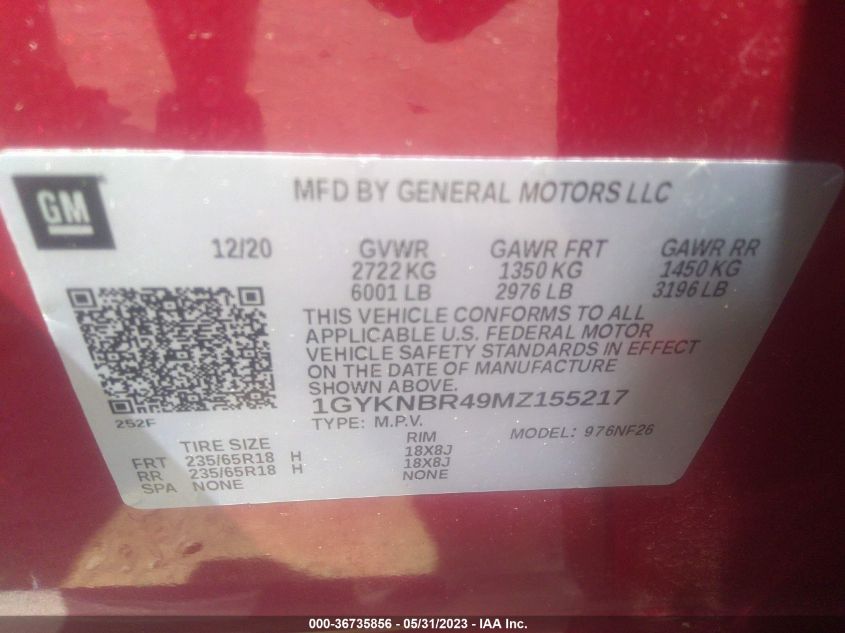 GM
MFD BY GENERAL MOTORS LLC
12/20 GVWR GAWR FRT GAWR RR
2722 KG 1350 KG 1450 KG
6001 LB 2976 LB 3196 LB
THIS VEHICLE CONFORMS TO ALL
APPLICABLE U.S. FEDERAL MOTOR
VEHICLE SAFETY STANDARDS IN EFFECT
ON THE DATE OF MANUFACTURE
SHOWN ABOVE.
1GYKNBR49MZ155217
252F
TYPE: M.P.V. MODEL: 976NF26
TIRE SIZE RIM
FRT 235/65R18 H 18X8J
RR 235/65R18 H 18X8J
SPA NONE NONE
000-36735856 - 05/31/2023 - IAA Inc.